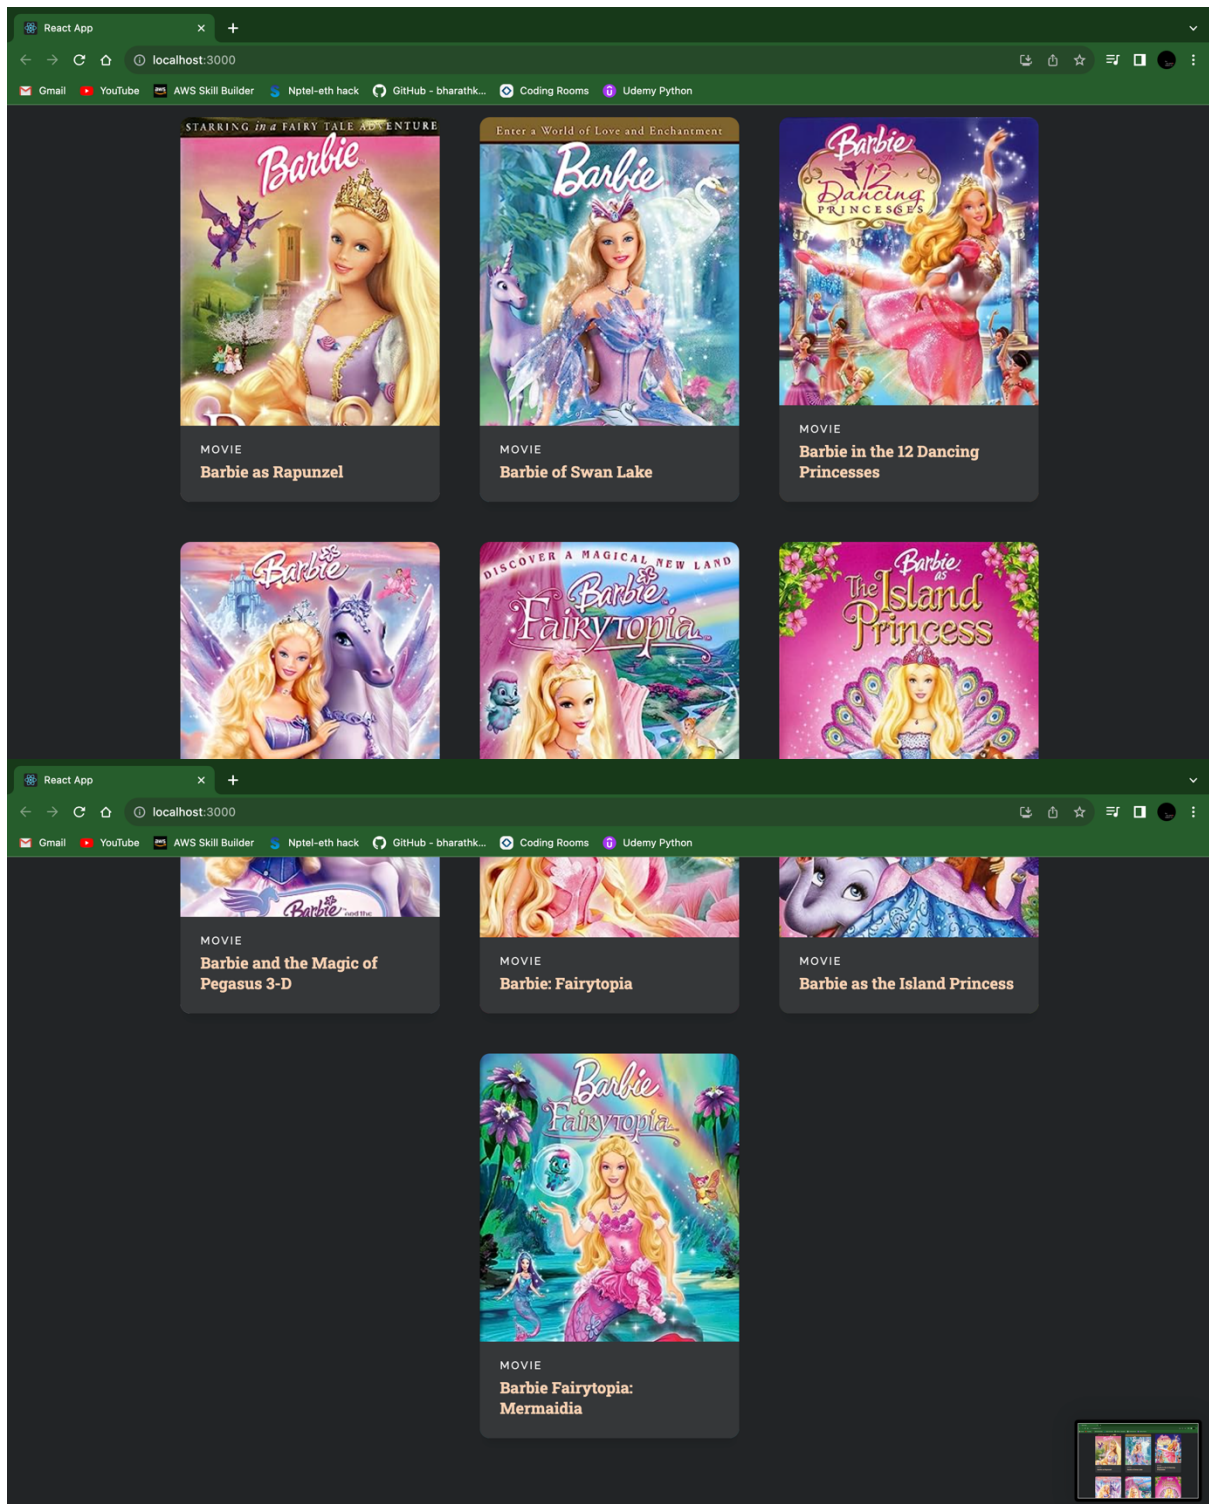 React App
localhost:3000
Gmail YouTube AWS Skill Builder Nptel-eth hack GitHub - bharathk... Coding Rooms Udemy Python
STARRING in a FAIRY TALE ADVENTURE
Barbie
Enter a World of Love and Enchantment
Barbie
Barbie
in The
12
Dancing
PRINCESSES
MOVIE
Barbie as Rapunzel
MOVIE
Barbie of Swan Lake
MOVIE
Barbie in the 12 Dancing
Princesses
Barbie
DISCOVER A MAGICAL NEW LAND
Barbie
FAIRYTOPIA
Barbie
as
The Island
Princess
React App
localhost:3000
Gmail YouTube AWS Skill Builder Nptel-eth hack GitHub - bharathk... Coding Rooms Udemy Python
Barbie and the
MOVIE
Barbie and the Magic of
Pegasus 3-D
MOVIE
Barbie: Fairytopia
MOVIE
Barbie as the Island Princess
Barbie
FAIRYTOPIA
MOVIE
Barbie Fairytopia:
Mermaidia